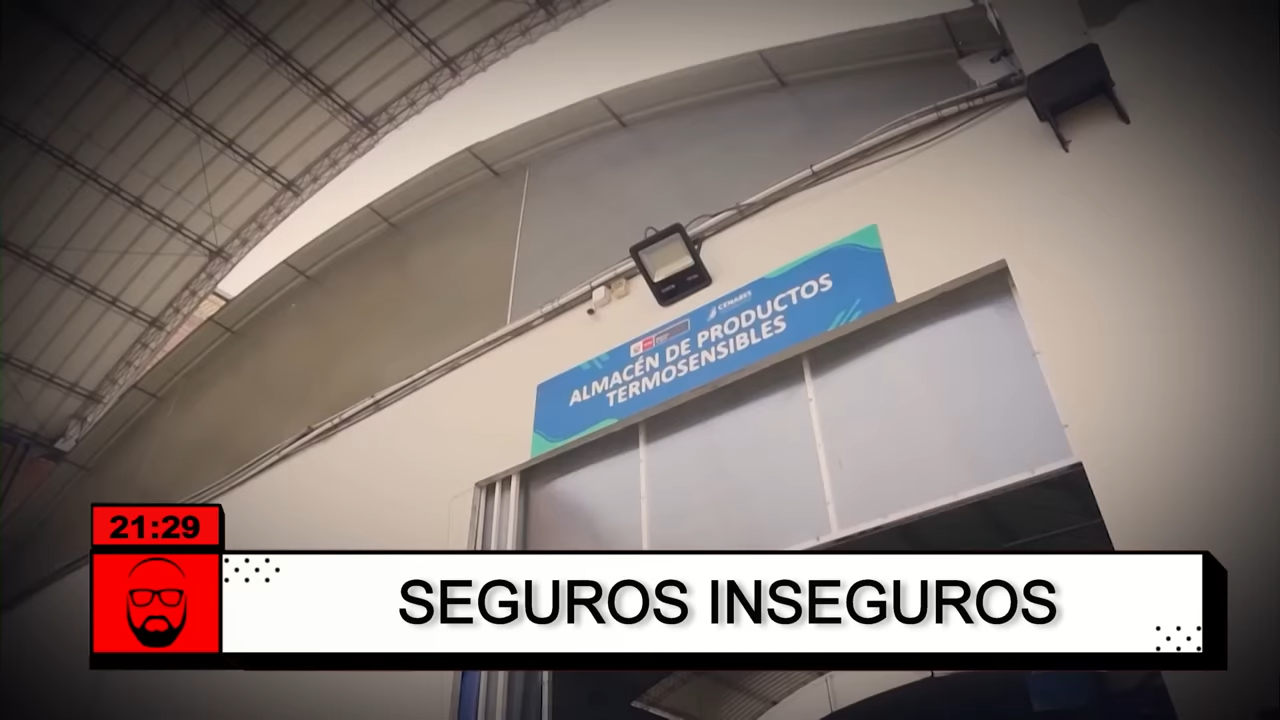 CENARES
ALMACÉN DE PRODUCTOS
TERMOSENSIBLES
21:29
SEGUROS INSEGUROS